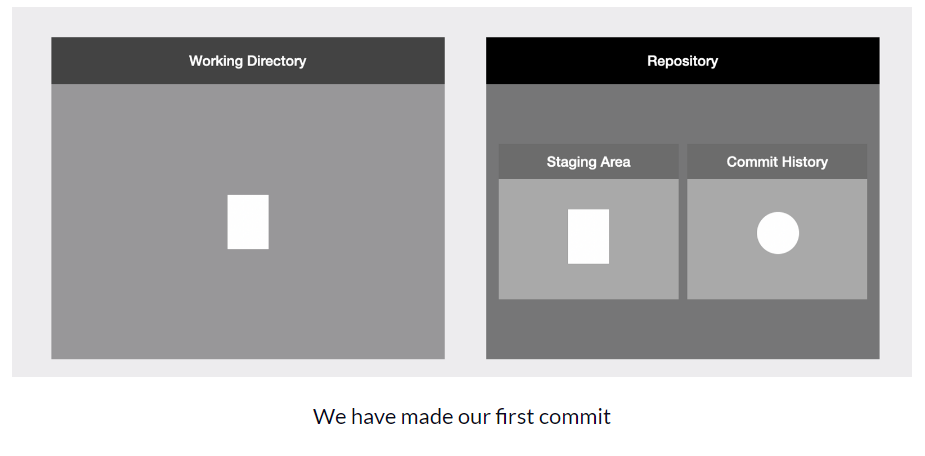 Working Directory
Repository
Staging Area
Commit History
We have made our first commit